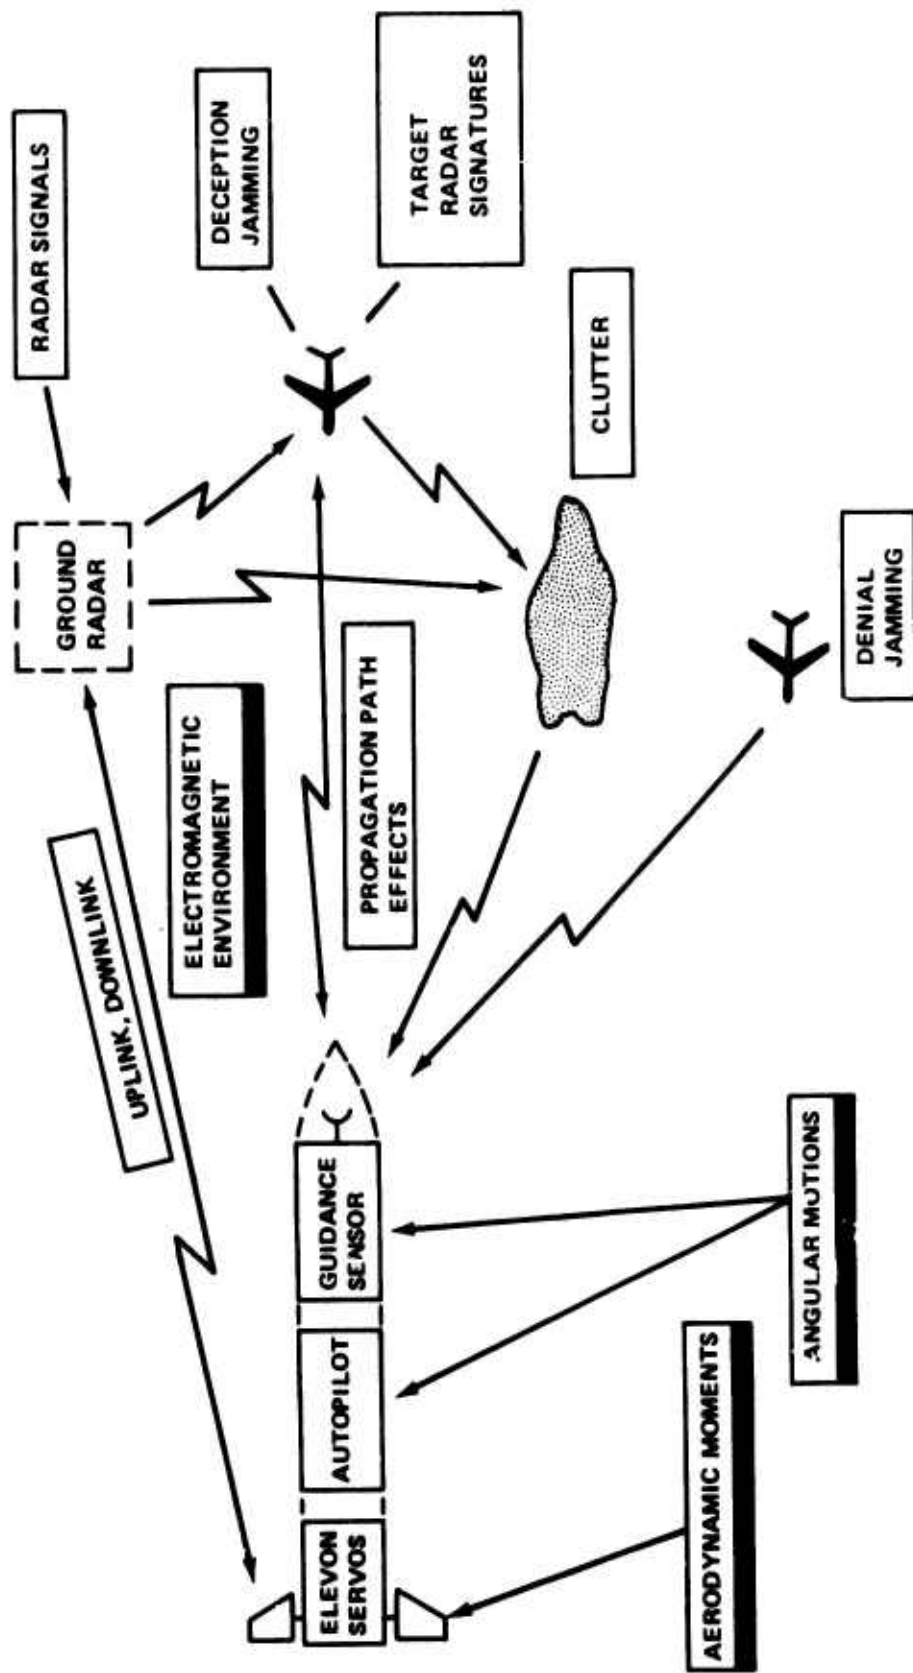 RADAR SIGNALS
GROUND
RADAR
UPLINK, DOWNLINK
DECEPTION
JAMMING
ELECTROMAGNETIC
ENVIRONMENT
TARGET
RADAR
SIGNATURES
PROPAGATION PATH
EFFECTS
ELEVON
SERVOS
AUTOPILOT
GUIDANCE
SENSOR
CLUTTER
AERODYNAMIC MOMENTS
ANGULAR MOTIONS
DENIAL
JAMMING